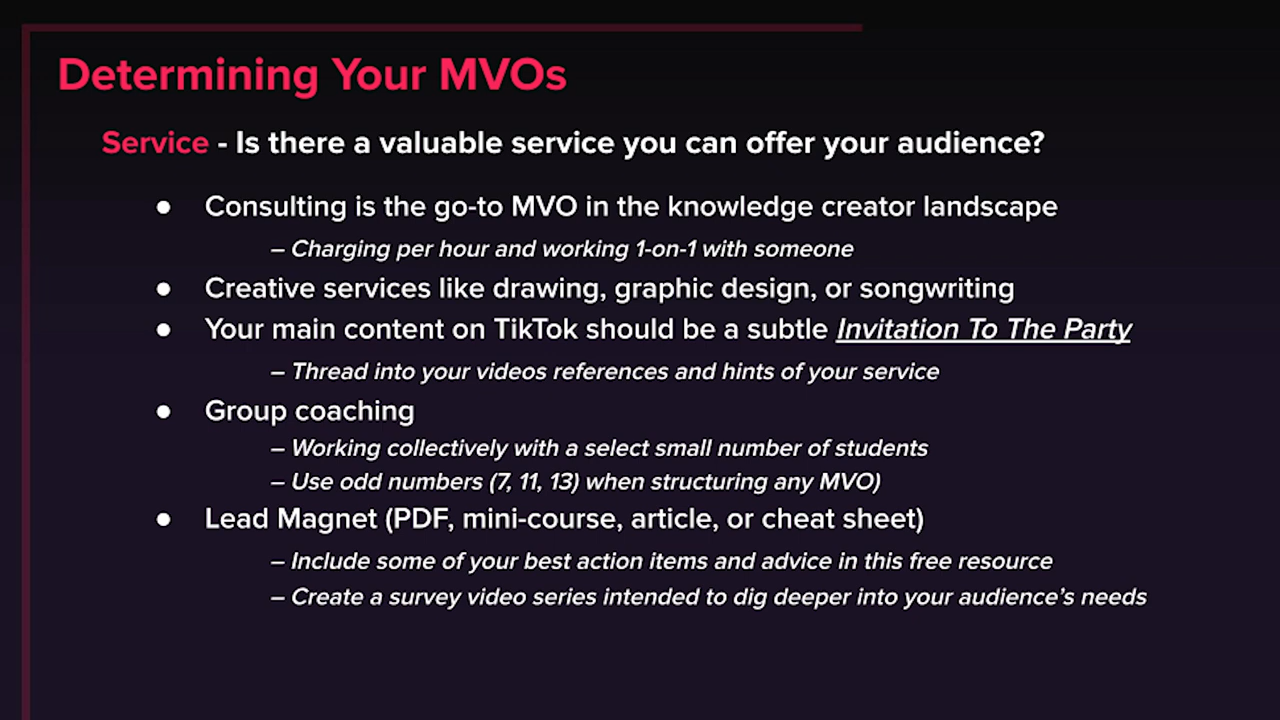 Determining Your MVOs
Service - Is there a valuable service you can offer your audience?
● Consulting is the go-to MVO in the knowledge creator landscape
– Charging per hour and working 1-on-1 with someone
● Creative services like drawing, graphic design, or songwriting
● Your main content on TikTok should be a subtle Invitation To The Party
– Thread into your videos references and hints of your service
● Group coaching
– Working collectively with a select small number of students
– Use odd numbers (7, 11, 13) when structuring any MVO)
● Lead Magnet (PDF, mini-course, article, or cheat sheet)
– Include some of your best action items and advice in this free resource
– Create a survey video series intended to dig deeper into your audience's needs